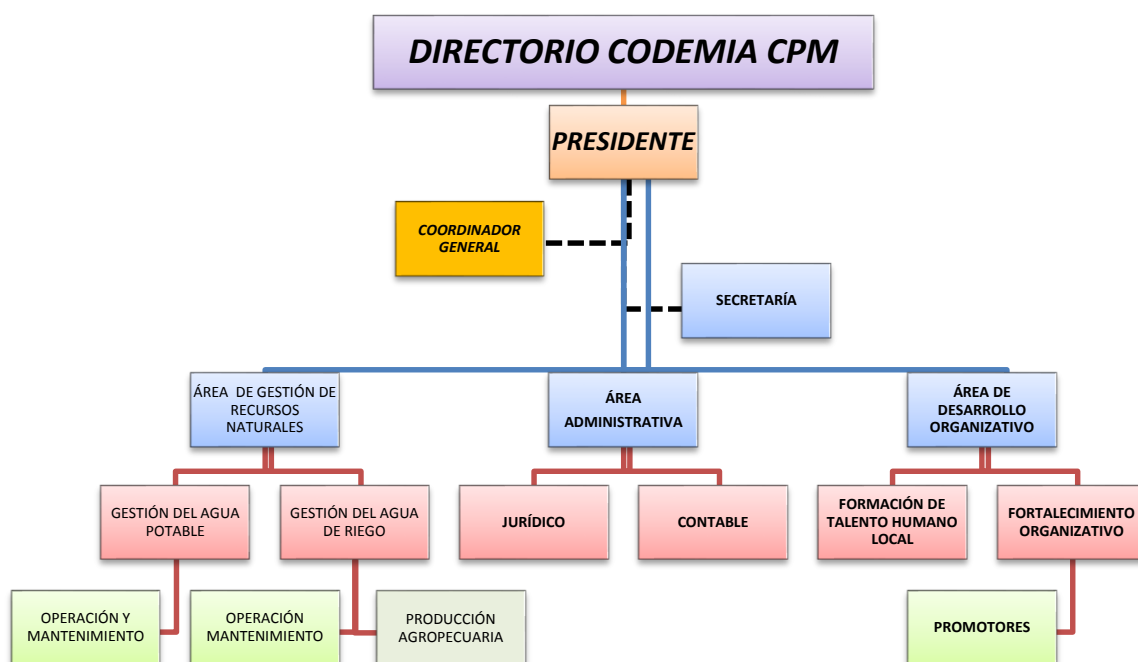 DIRECTORIO CODEMIA CPM
PRESIDENTE
COORDINADOR
GENERAL
SECRETARÍA
ÁREA DE GESTIÓN DE
RECURSOS
NATURALES
ÁREA
ADMINISTRATIVA
ÁREA DE
DESARROLLO
ORGANIZATIVO
GESTIÓN DEL AGUA
POTABLE
GESTIÓN DEL AGUA
DE RIEGO
JURÍDICO
CONTABLE
FORMACIÓN DE
TALENTO HUMANO
LOCAL
FORTALECIMIENTO
ORGANIZATIVO
OPERACIÓN Y
MANTENIMIENTO
OPERACIÓN
MANTENIMIENTO
PRODUCCIÓN
AGROPECUARIA
PROMOTORES